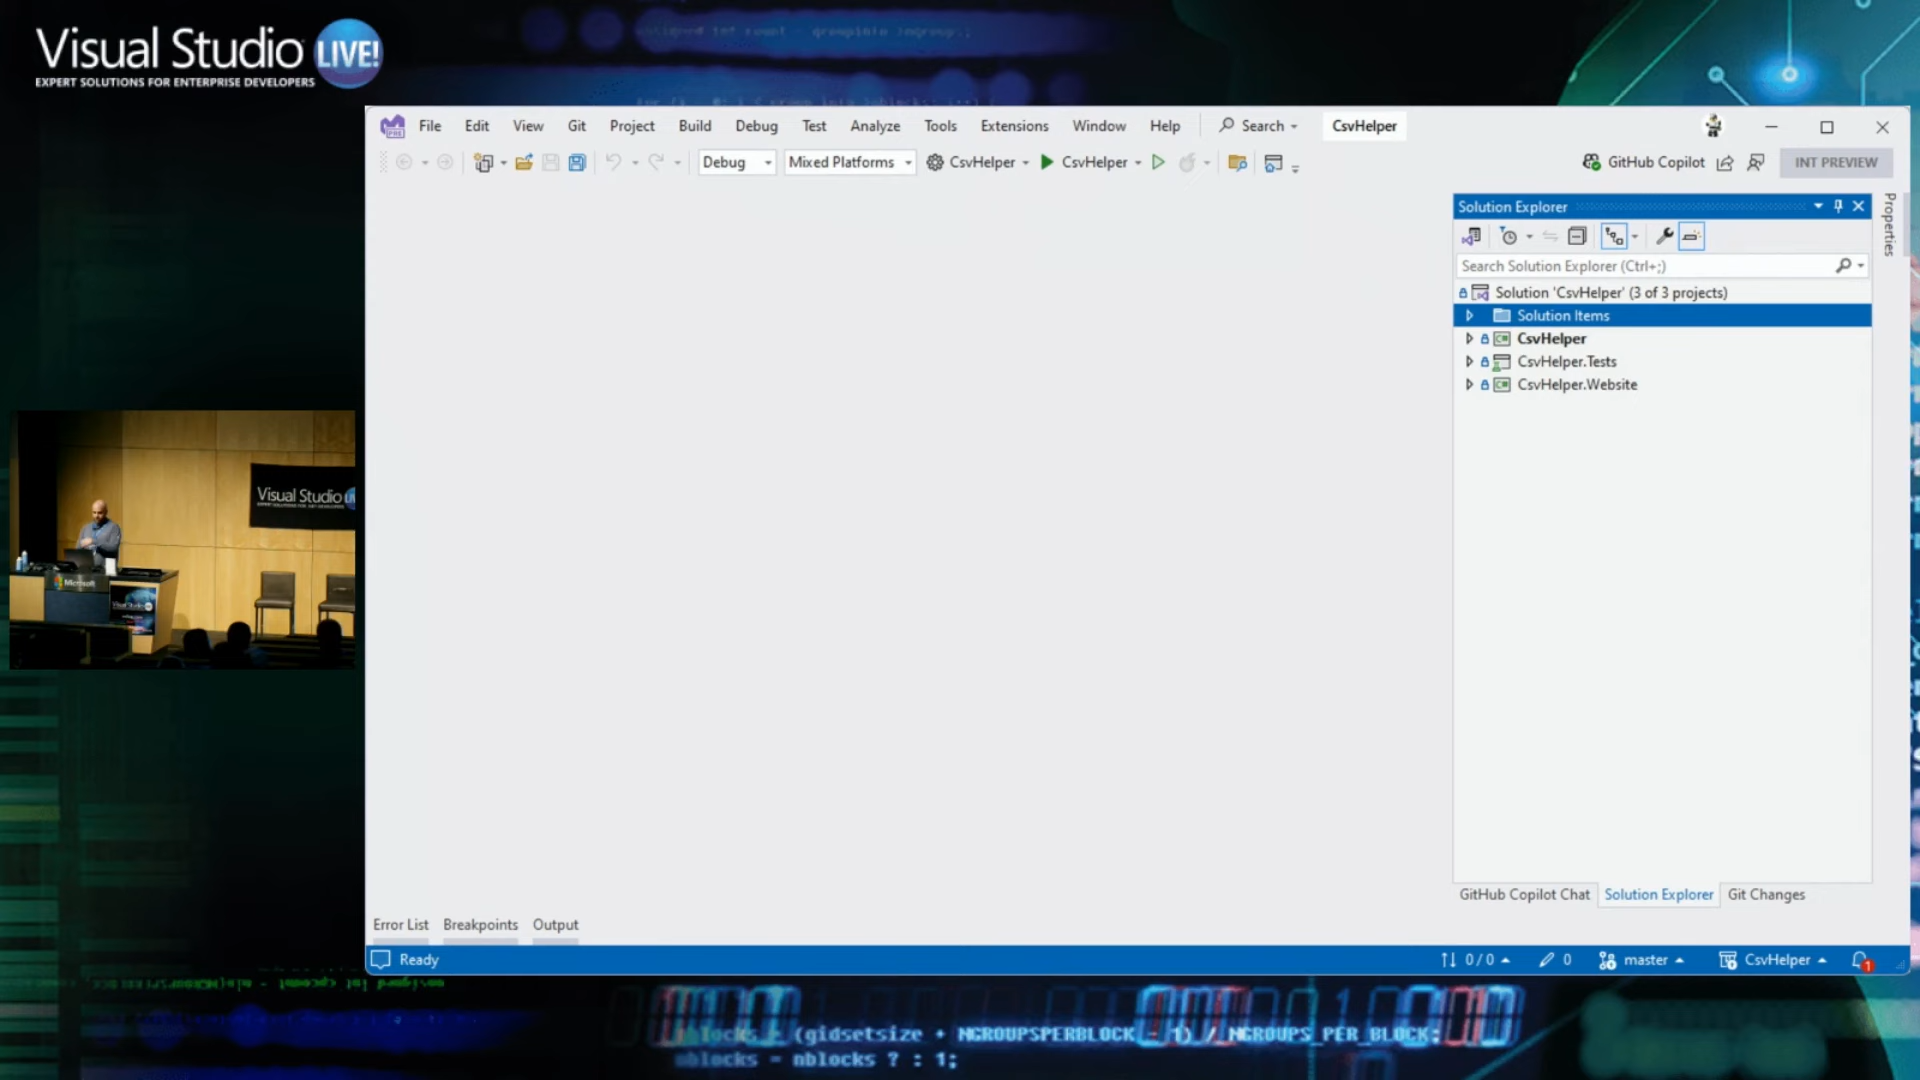 Visual Studio LIVE!
EXPERT SOLUTIONS FOR ENTERPRISE DEVELOPERS
File Edit View Git Project Build Debug Test Analyze Tools Extensions Window Help Search CsvHelper
Debug Mixed Platforms CsvHelper CsvHelper GitHub Copilot INT PREVIEW
Solution Explorer
Properties
Search Solution Explorer (Ctrl+;)
Solution 'CsvHelper' (3 of 3 projects)
Solution Items
CsvHelper
CsvHelper.Tests
CsvHelper.Website
Visual Studio
Microsoft
GitHub Copilot Chat Solution Explorer Git Changes
Error List Breakpoints Output
Ready 0 / 0 0 master CsvHelper 1
nblocks = (gidsetsize + NGROUPSPERBLOCK - 1) / NGROUPS_PER_BLOCK;
nblocks = nblocks ? : 1;